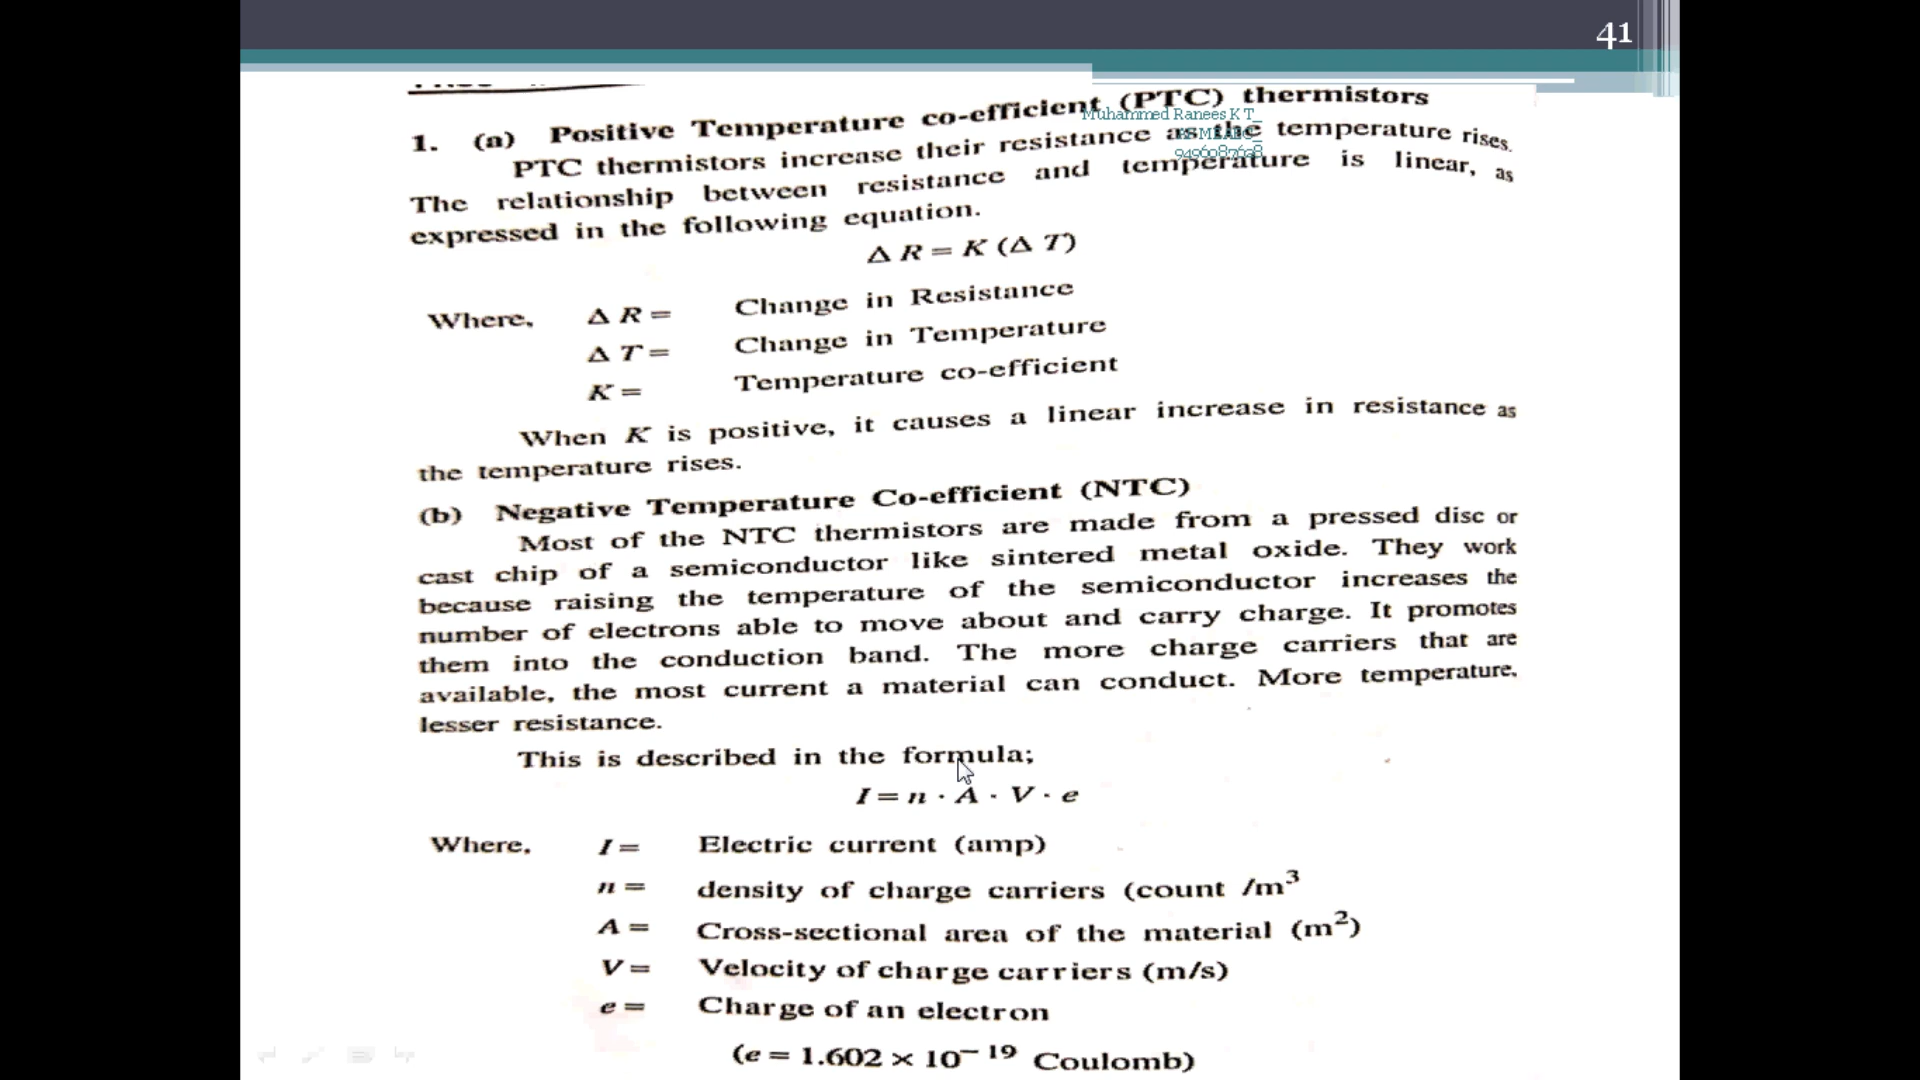 41
1. (a) Positive Temperature co-efficient (PTC) thermistors
Muhammed Ranees K T_
PTC thermistors increase their resistance as the temperature rises.
9496087628
The relationship between resistance and temperature is linear, as
expressed in the following equation.
Δ R = K (Δ T)
Where, Δ R = Change in Resistance
Δ T = Change in Temperature
K = Temperature co-efficient
When K is positive, it causes a linear increase in resistance as
the temperature rises.
(b) Negative Temperature Co-efficient (NTC)
Most of the NTC thermistors are made from a pressed disc or
cast chip of a semiconductor like sintered metal oxide. They work
because raising the temperature of the semiconductor increases the
number of electrons able to move about and carry charge. It promotes
them into the conduction band. The more charge carriers that are
available, the most current a material can conduct. More temperature,
lesser resistance.
This is described in the formula;
I = n · A · V · e
Where, I = Electric current (amp)
n = density of charge carriers (count /m³
A = Cross-sectional area of the material (m²)
V = Velocity of charge carriers (m/s)
e = Charge of an electron
(e = 1.602 × 10⁻¹⁹ Coulomb)